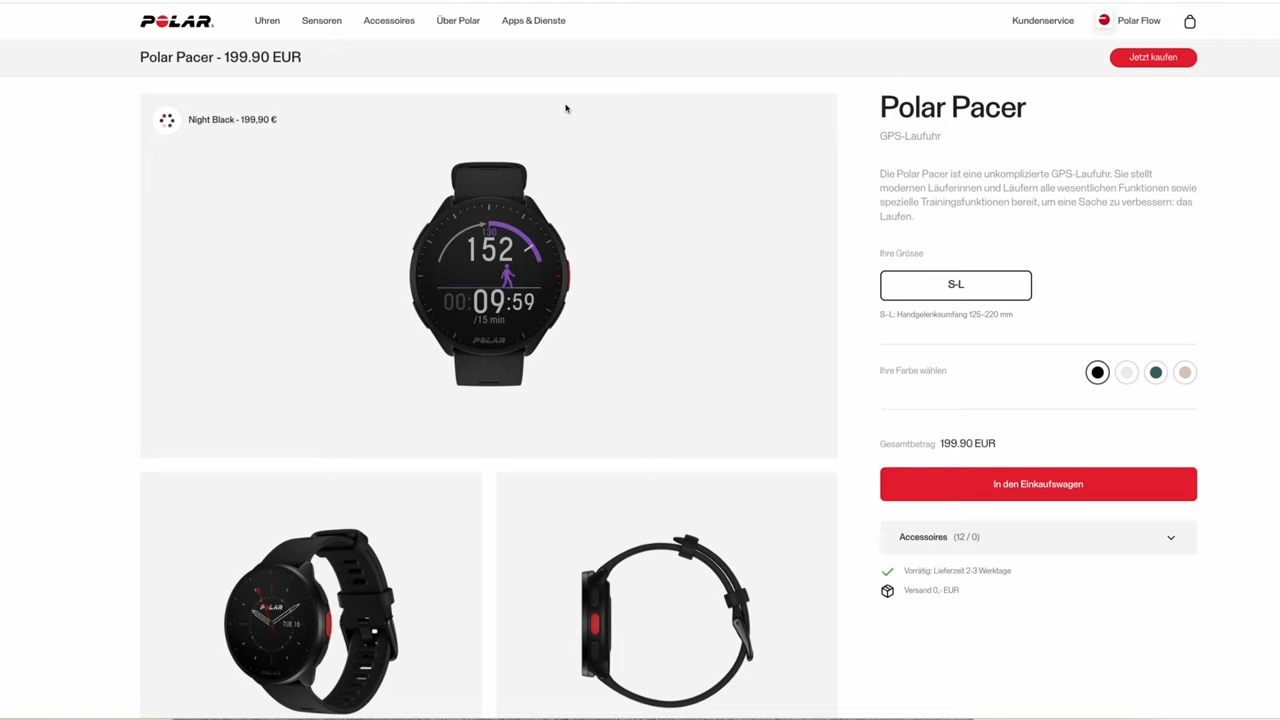 POLAR
Uhren Sensoren Accessoires Über Polar Apps & Dienste Kundenservice Polar Flow
Polar Pacer - 199.90 EUR
Jetzt kaufen
Night Black - 199,90 €
130
152
00:09:59
/15 min
POLAR
POLAR
TUE 16
Polar Pacer
GPS-Laufuhr
Die Polar Pacer ist eine unkomplizierte GPS-Laufuhr. Sie stellt
modernen Läuferinnen und Läufern alle wesentlichen Funktionen sowie
spezielle Trainingsfunktionen bereit, um eine Sache zu verbessern: das
Laufen.
Ihre Grösse
S-L
S-L: Handgelenksumfang 125-220 mm
Ihre Farbe wählen
Gesamtbetrag 199.90 EUR
In den Einkaufswagen
Accessoires (12 / 0)
Vorrätig: Lieferzeit 2-3 Werktage
Versand 0,- EUR